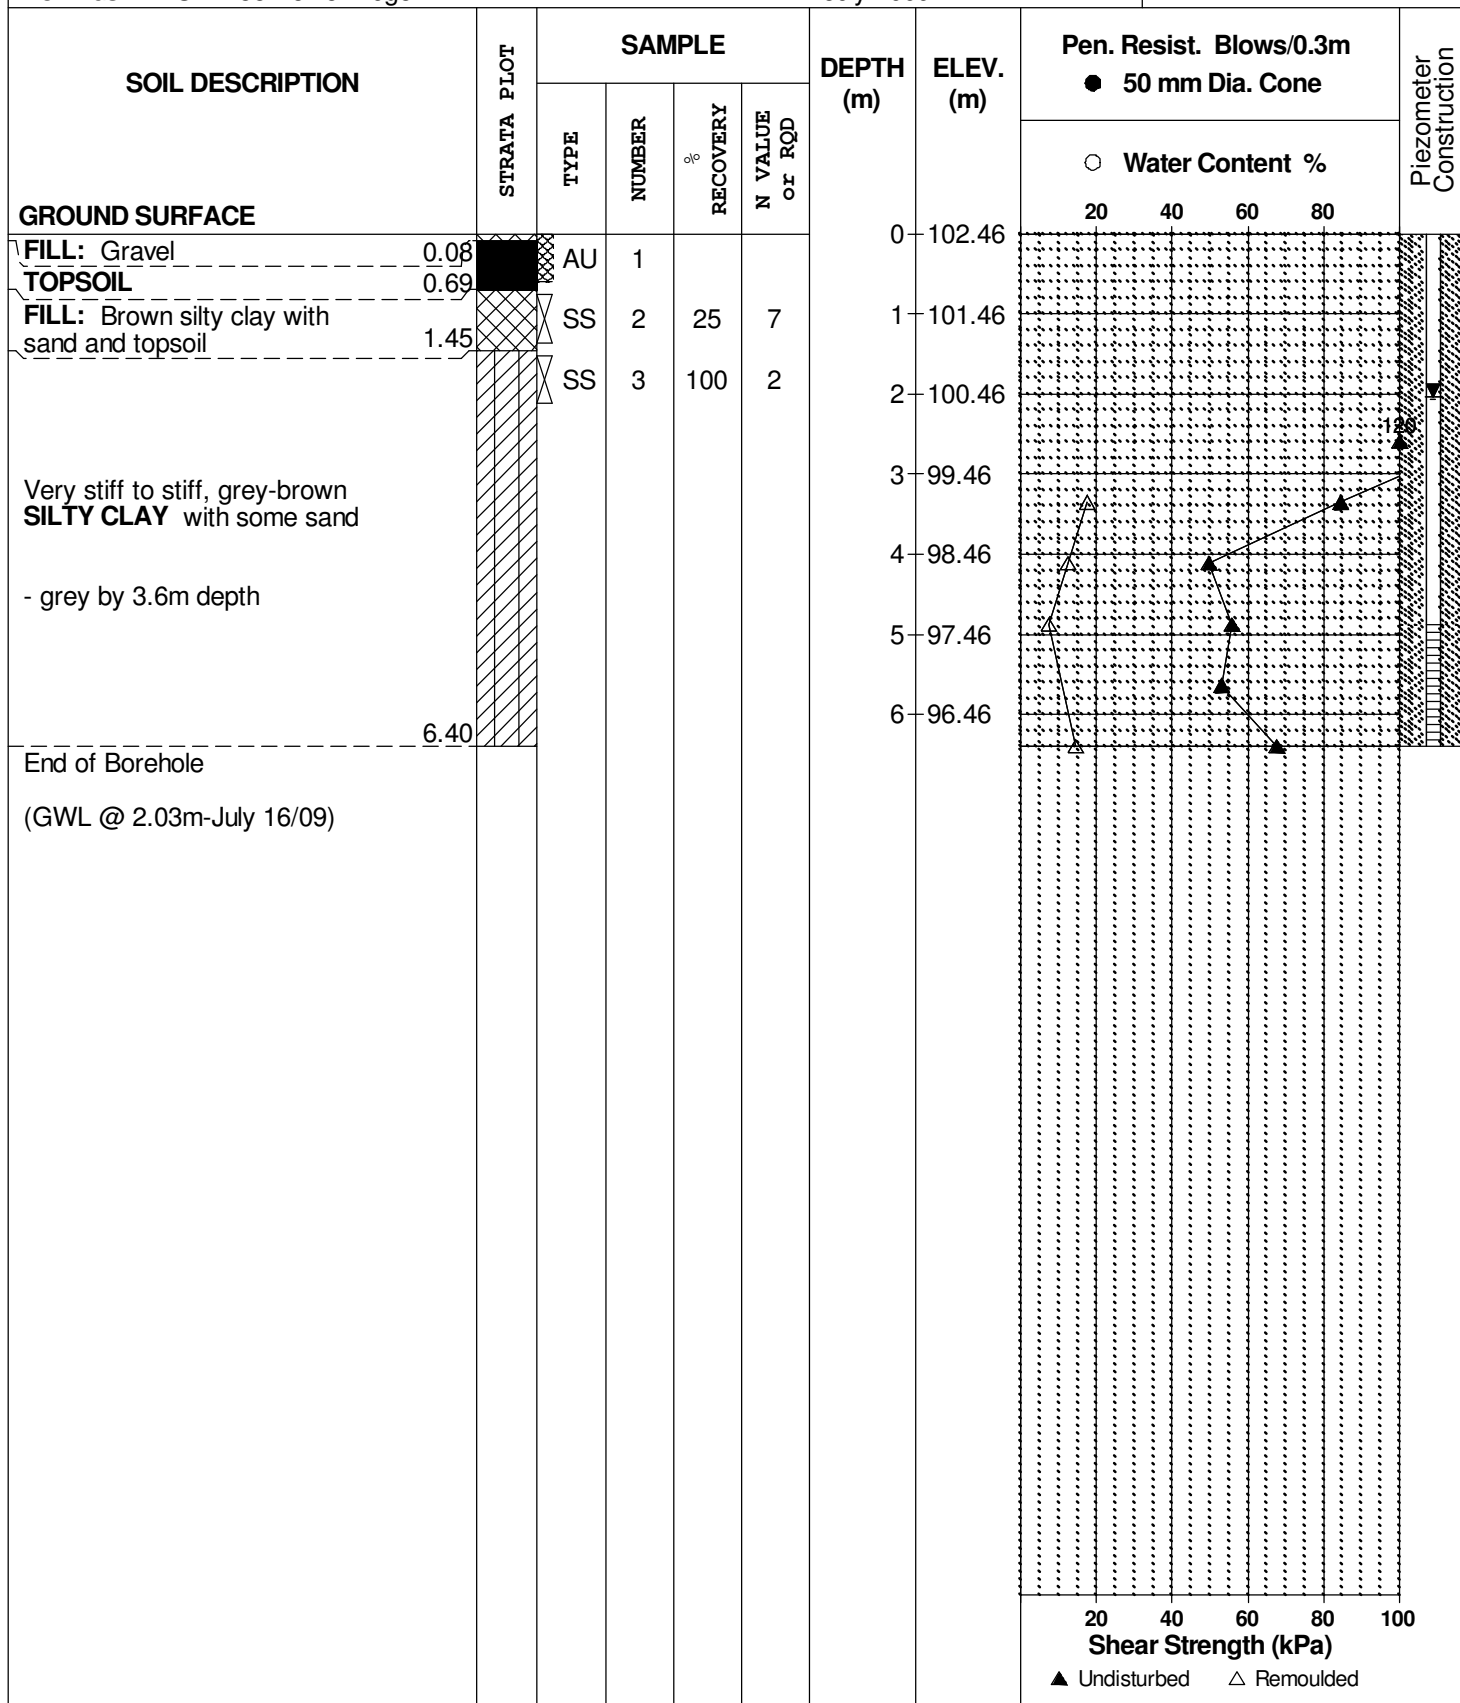 SOIL DESCRIPTION
GROUND SURFACE
STRATA PLOT
SAMPLE
TYPE
NUMBER
%
RECOVERY
N VALUE
or RQD
DEPTH
(m)
ELEV.
(m)
Pen. Resist. Blows/0.3m
● 50 mm Dia. Cone
○ Water Content %
20 40 60 80
Piezometer
Construction
FILL: Gravel 0.08
TOPSOIL 0.69
FILL: Brown silty clay with
sand and topsoil 1.45
Very stiff to stiff, grey-brown
SILTY CLAY with some sand
- grey by 3.6m depth
6.40
End of Borehole
(GWL @ 2.03m-July 16/09)
AU 1
SS 2 25 7
SS 3 100 2
0 102.46
1 101.46
2 100.46
3 99.46
4 98.46
5 97.46
6 96.46
120
20 40 60 80 100
Shear Strength (kPa)
▲ Undisturbed △ Remoulded